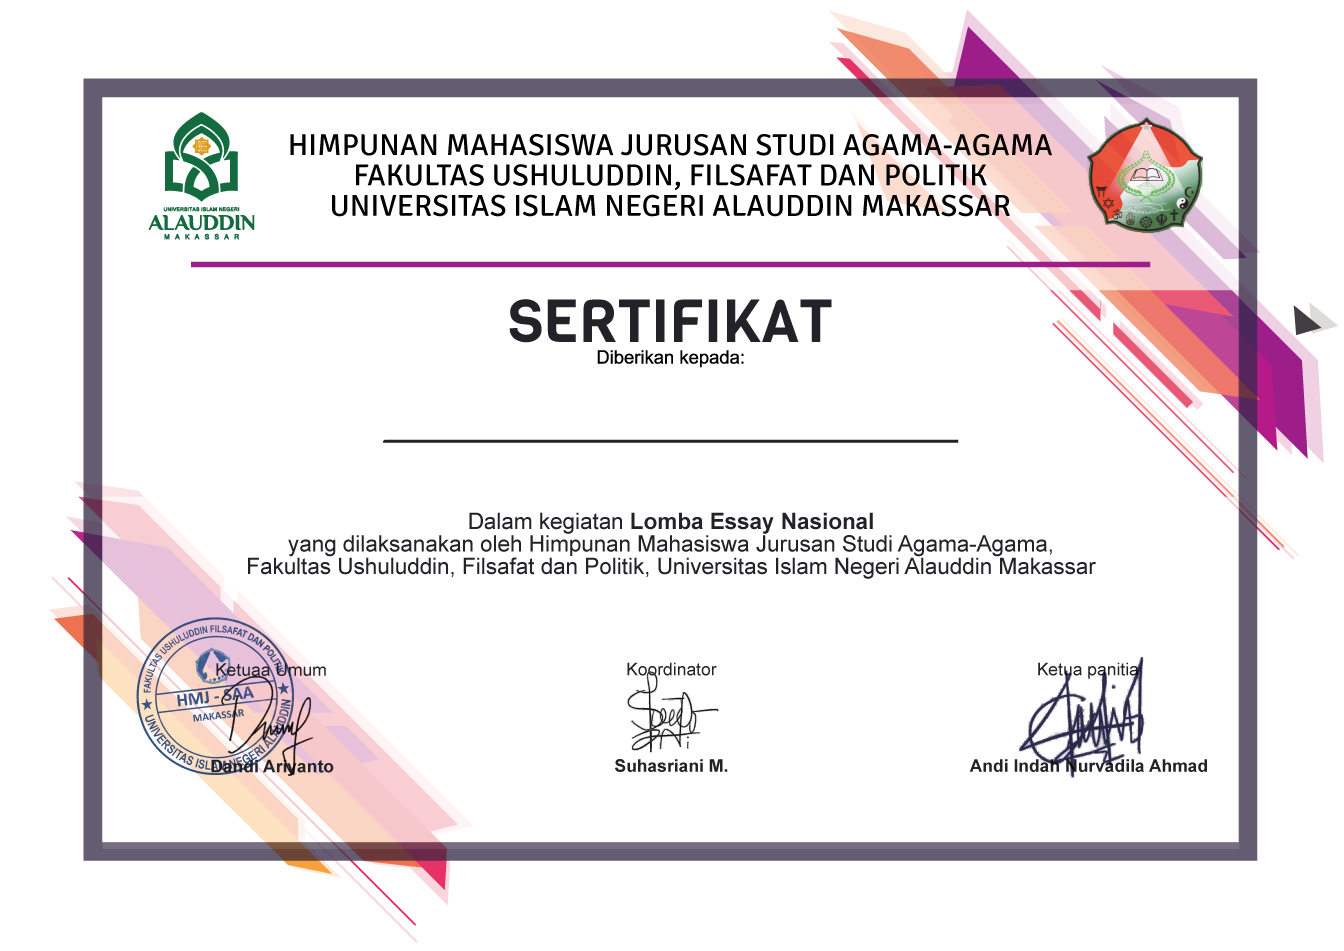 HIMPUNAN MAHASISWA JURUSAN STUDI AGAMA-AGAMA
FAKULTAS USHULUDDIN, FILSAFAT DAN POLITIK
UNIVERSITAS ISLAM NEGERI ALAUDDIN MAKASSAR
UNIVERSITAS ISLAM NEGERI
ALAUDDIN
MAKASSAR
SERTIFIKAT
Diberikan kepada:
Dalam kegiatan Lomba Essay Nasional
yang dilaksanakan oleh Himpunan Mahasiswa Jurusan Studi Agama-Agama,
Fakultas Ushuluddin, Filsafat dan Politik, Universitas Islam Negeri Alauddin Makassar
Ketuaa Umum
Koordinator
Ketua panitia
FAKULTAS USHULUDDIN FILSAFAT DAN POLITIK
HMJ - SAA
MAKASSAR
UNIVERSITAS ISLAM NEGERI ALAUDDIN
Dandi Ariyanto
Suhasriani M.
Andi Indah Nurvadila Ahmad